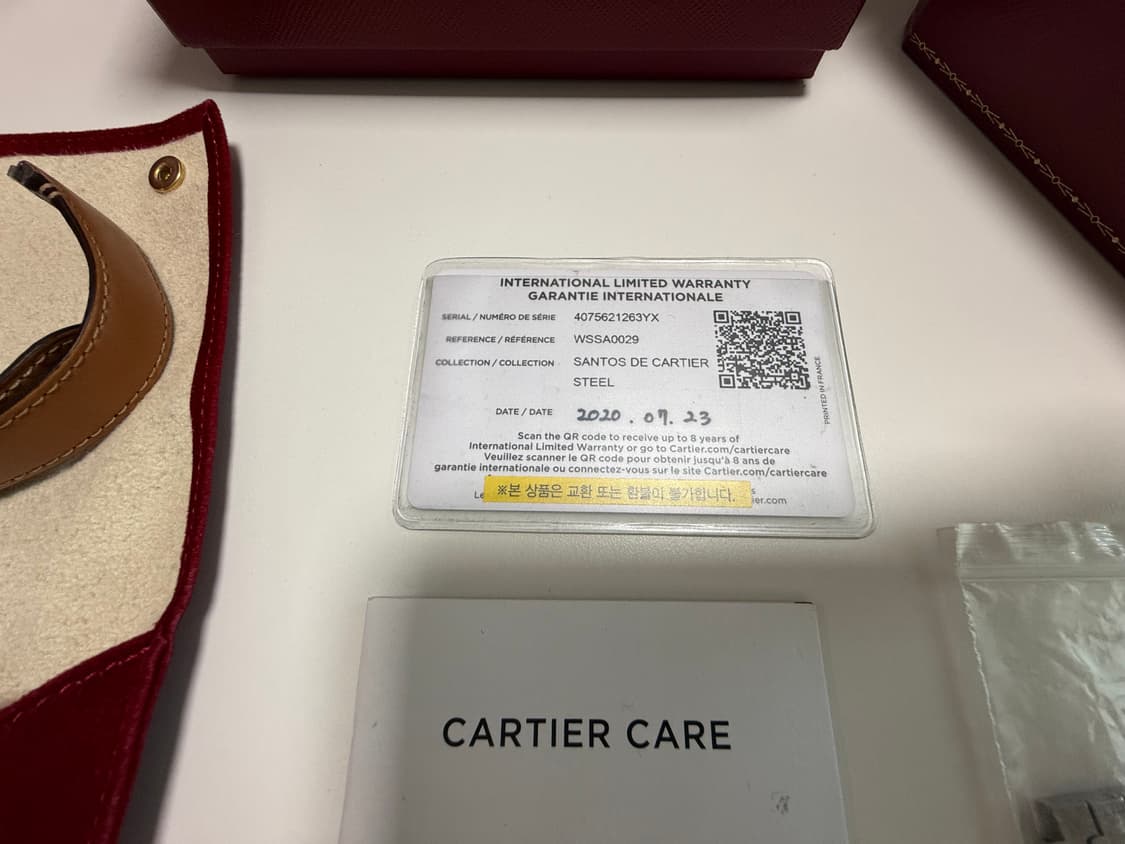 INTERNATIONAL LIMITED WARRANTY
GARANTIE INTERNATIONALE
SERIAL / NUMÉRO DE SÉRIE 4075621263YX
REFERENCE / RÉFÉRENCE WSSA0029
COLLECTION / COLLECTION SANTOS DE CARTIER
STEEL
PRINTED IN FRANCE
DATE / DATE 2020.07.23
Scan the QR code to receive up to 8 years of
International Limited Warranty or go to Cartier.com/cartiercare
Veuillez scanner le QR code pour obtenir jusqu'à 8 ans de
garantie internationale ou connectez-vous sur le site Cartier.com/cartiercare
※본 상품은 교환 또는 환불이 불가합니다.
CARTIER CARE